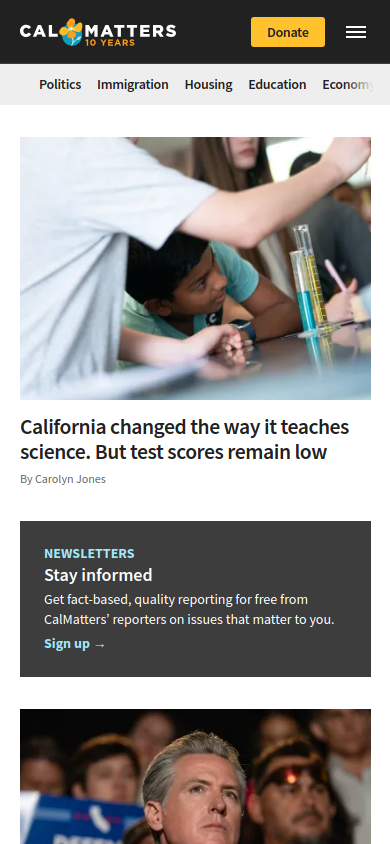 CALMATTERS
10 YEARS
Donate
Politics Immigration Housing Education Economy
California changed the way it teaches
science. But test scores remain low
By Carolyn Jones
NEWSLETTERS
Stay informed
Get fact-based, quality reporting for free from
CalMatters’ reporters on issues that matter to you.
Sign up →